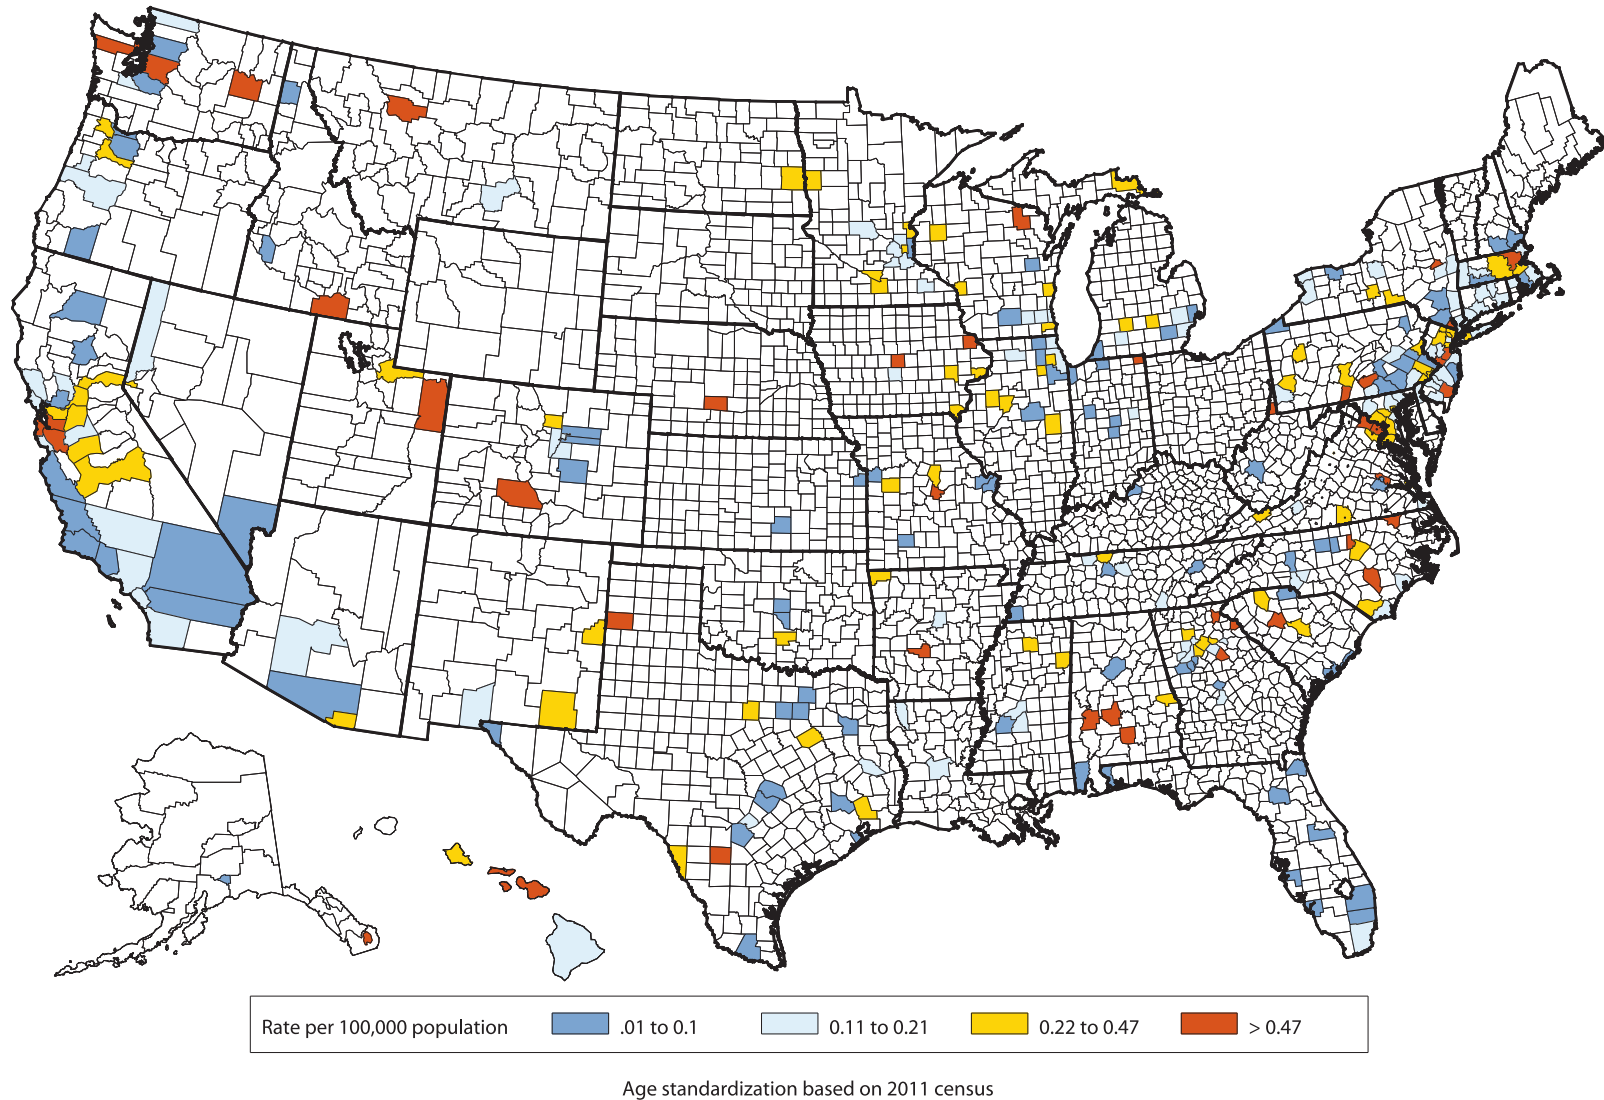 Rate per 100,000 population .01 to 0.1 0.11 to 0.21 0.22 to 0.47 > 0.47
Age standardization based on 2011 census